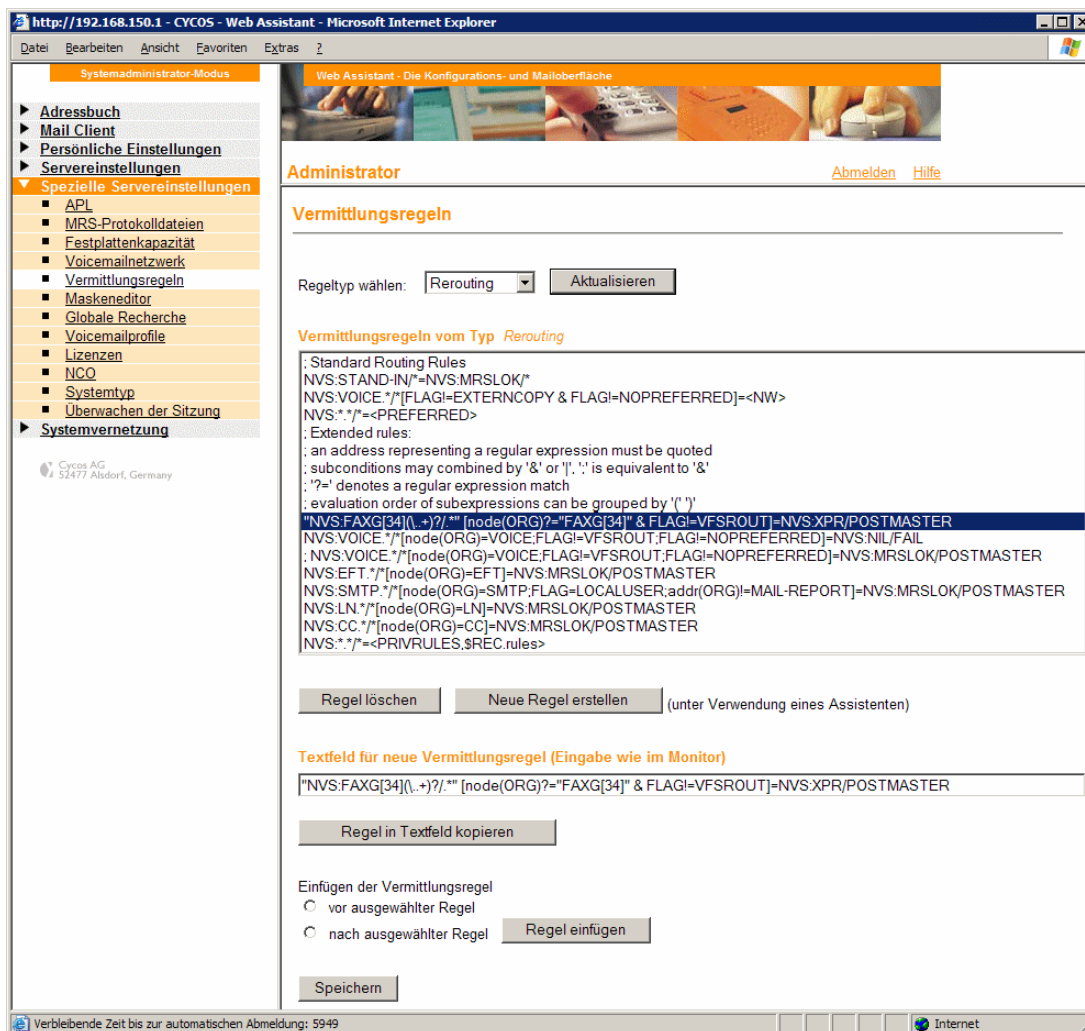 http://192.168.150.1 - CYCOS - Web Assistant - Microsoft Internet Explorer
Datei Bearbeiten Ansicht Favoriten Extras ?
Systemadministrator-Modus
Adressbuch
Mail Client
Persönliche Einstellungen
Servereinstellungen
Spezielle Servereinstellungen
APL
MRS-Protokolldateien
Festplattenkapazität
Voicemailnetzwerk
Vermittlungsregeln
Maskeneditor
Globale Recherche
Voicemailprofile
Lizenzen
NCO
Systemtyp
Überwachen der Sitzung
Systemvernetzung
Cycos AG
52477 Alsdorf, Germany
Web Assistant - Die Konfigurations- und Mailoberfläche
Administrator
Abmelden Hilfe
Vermittlungsregeln
Regeltyp wählen: Rerouting Aktualisieren
Vermittlungsregeln vom Typ Rerouting
; Standard Routing Rules
NVS:STAND-IN/*=NVS:MRSLOK/*
NVS:VOICE.*/*[FLAG!=EXTERNCOPY & FLAG!=NOPREFERRED]=<NW>
NVS:*.*/*=<PREFERRED>
; Extended rules:
; an address representing a regular expression must be quoted
; subconditions may combined by '&' or '|', ';' is equivalent to '&'
; '?=' denotes a regular expression match
; evaluation order of subexpressions can be grouped by '(' ')'
"NVS:FAXG[34](\..+)?/.*" [node(ORG)?="FAXG[34]" & FLAG!=VFSROUT]=NVS:XPR/POSTMASTER
NVS:VOICE.*/*[node(ORG)=VOICE;FLAG!=VFSROUT;FLAG!=NOPREFERRED]=NVS:NIL/FAIL
; NVS:VOICE.*/*[node(ORG)=VOICE;FLAG!=VFSROUT;FLAG!=NOPREFERRED]=NVS:MRSLOK/POSTMASTER
NVS:EFT.*/*[node(ORG)=EFT]=NVS:MRSLOK/POSTMASTER
NVS:SMTP.*/*[node(ORG)=SMTP;FLAG=LOCALUSER;addr(ORG)!=MAIL-REPORT]=NVS:MRSLOK/POSTMASTER
NVS:LN.*/*[node(ORG)=LN]=NVS:MRSLOK/POSTMASTER
NVS:CC.*/*[node(ORG)=CC]=NVS:MRSLOK/POSTMASTER
NVS:*.*/*=<PRIVRULES,$REC.rules>
Regel löschen Neue Regel erstellen (unter Verwendung eines Assistenten)
Textfeld für neue Vermittlungsregel (Eingabe wie im Monitor)
"NVS:FAXG[34](\..+)?/.*" [node(ORG)?="FAXG[34]" & FLAG!=VFSROUT]=NVS:XPR/POSTMASTER
Regel in Textfeld kopieren
Einfügen der Vermittlungsregel
vor ausgewählter Regel
nach ausgewählter Regel Regel einfügen
Speichern
Verbleibende Zeit bis zur automatischen Abmeldung: 5949 Internet